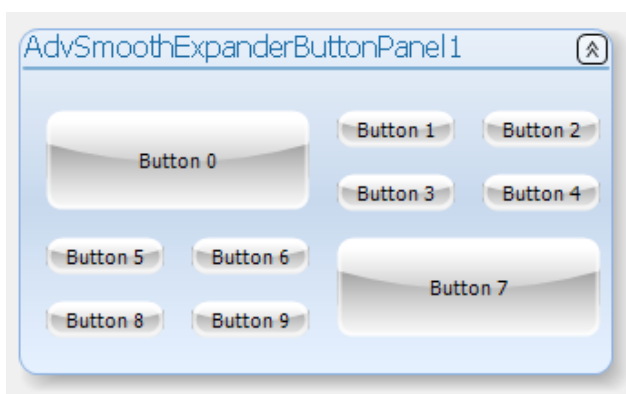 AdvSmoothExpanderButtonPanel1
Button 0
Button 1
Button 2
Button 3
Button 4
Button 5
Button 6
Button 7
Button 8
Button 9